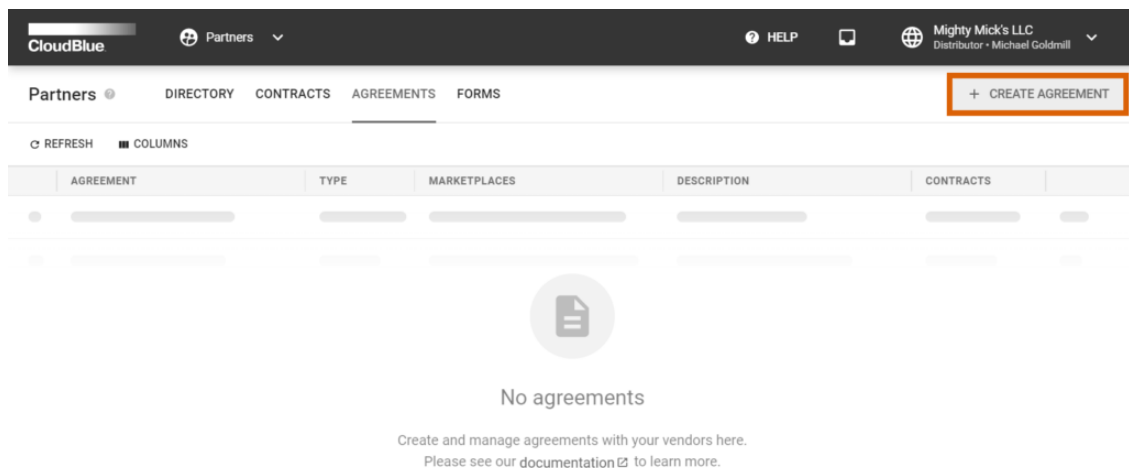 CloudBlue
Partners
HELP
Mighty Mick's LLC
Distributor • Michael Goldmill
Partners
DIRECTORY CONTRACTS AGREEMENTS FORMS
+ CREATE AGREEMENT
REFRESH COLUMNS
AGREEMENT TYPE MARKETPLACES DESCRIPTION CONTRACTS
No agreements
Create and manage agreements with your vendors here.
Please see our documentation to learn more.